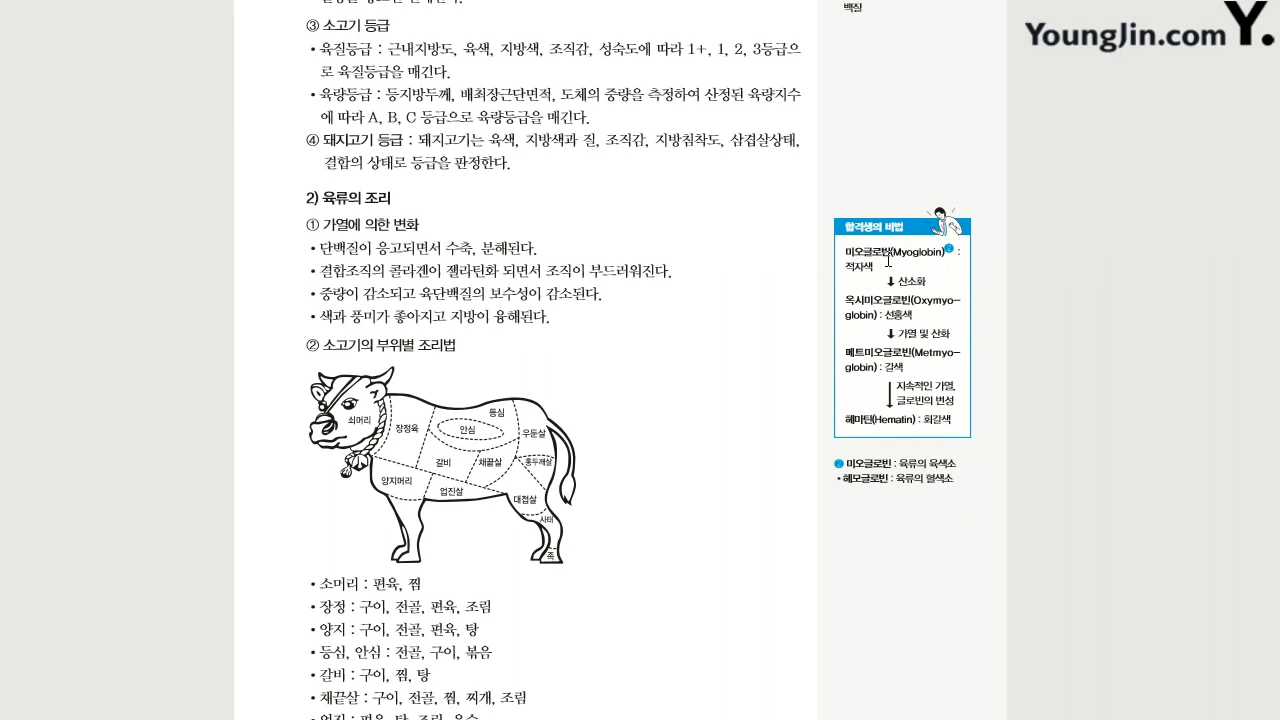 ③ 소고기 등급
• 육질등급 : 근내지방도, 육색, 지방색, 조직감, 성숙도에 따라 1+, 1, 2, 3등급으
로 육질등급을 매긴다.
• 육량등급 : 등지방두께, 배최장근단면적, 도체의 중량을 측정하여 산정된 육량지수
에 따라 A, B, C 등급으로 육량등급을 매긴다.
④ 돼지고기 등급 : 돼지고기는 육색, 지방색과 질, 조직감, 지방침착도, 삼겹살상태,
결합의 상태로 등급을 판정한다.
2) 육류의 조리
① 가열에 의한 변화
• 단백질이 응고되면서 수축, 분해된다.
• 결합조직의 콜라겐이 젤라틴화 되면서 조직이 부드러워진다.
• 중량이 감소되고 육단백질의 보수성이 감소된다.
• 색과 풍미가 좋아지고 지방이 융해된다.
② 소고기의 부위별 조리법
쇠머리
장정육
등심
안심
우둔살
갈비
채끝살
홍두깨살
양지머리
업진살
대접살
사태
족
• 소머리 : 편육, 찜
• 장정 : 구이, 전골, 편육, 조림
• 양지 : 구이, 전골, 편육, 탕
• 등심, 안심 : 전골, 구이, 볶음
• 갈비 : 구이, 찜, 탕
• 채끝살 : 구이, 전골, 찜, 찌개, 조림
백질
합격생의 비법
미오글로빈(Myoglobin)❷ :
적자색
↓ 산소화
옥시미오글로빈(Oxymyo-
globin) : 선홍색
↓ 가열 및 산화
메트미오글로빈(Metmyo-
globin) : 갈색
지속적인 가열,
글로빈의 변성
헤마틴(Hematin) : 회갈색
❷ 미오글로빈 : 육류의 육색소
• 헤모글로빈 : 육류의 혈색소
YoungJin.com Y.